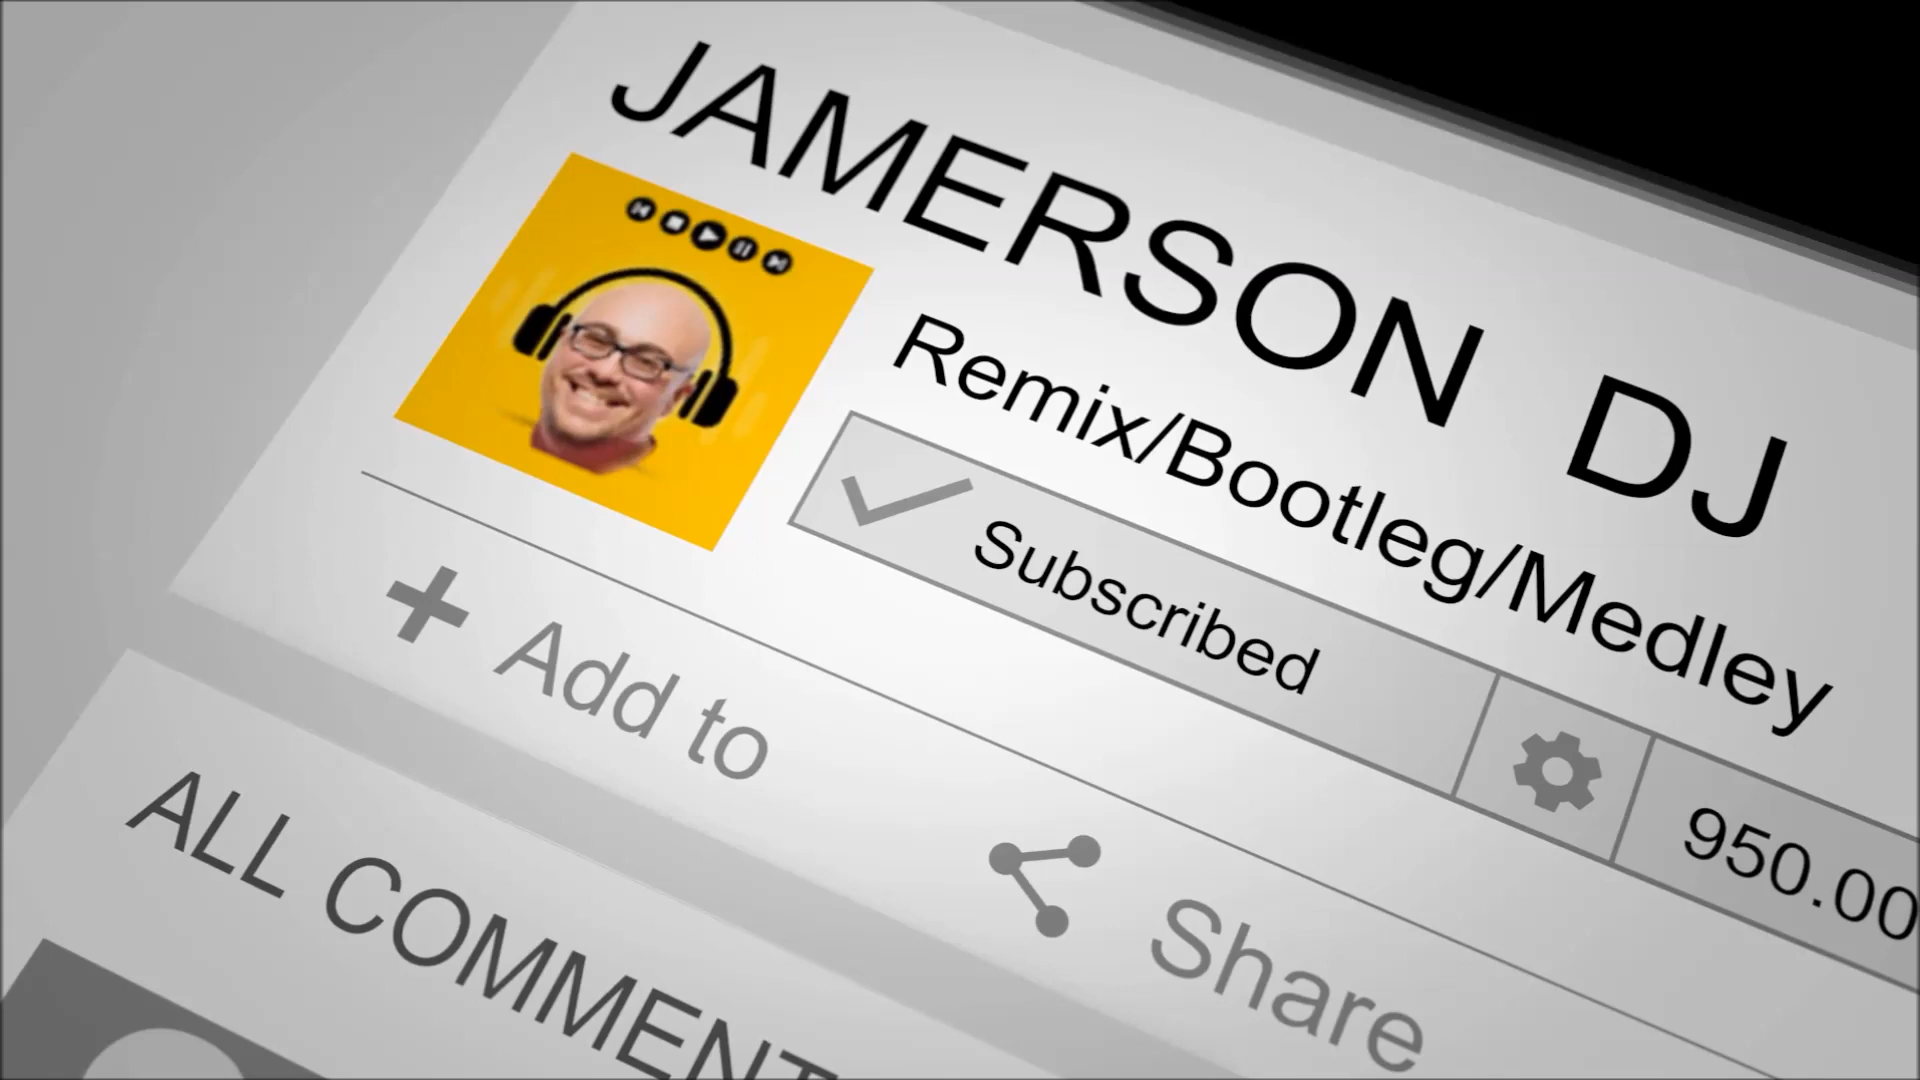 JAMERSON DJ
Remix/Bootleg/Medley
Subscribed
950.00
Add to
Share
ALL COMMENT